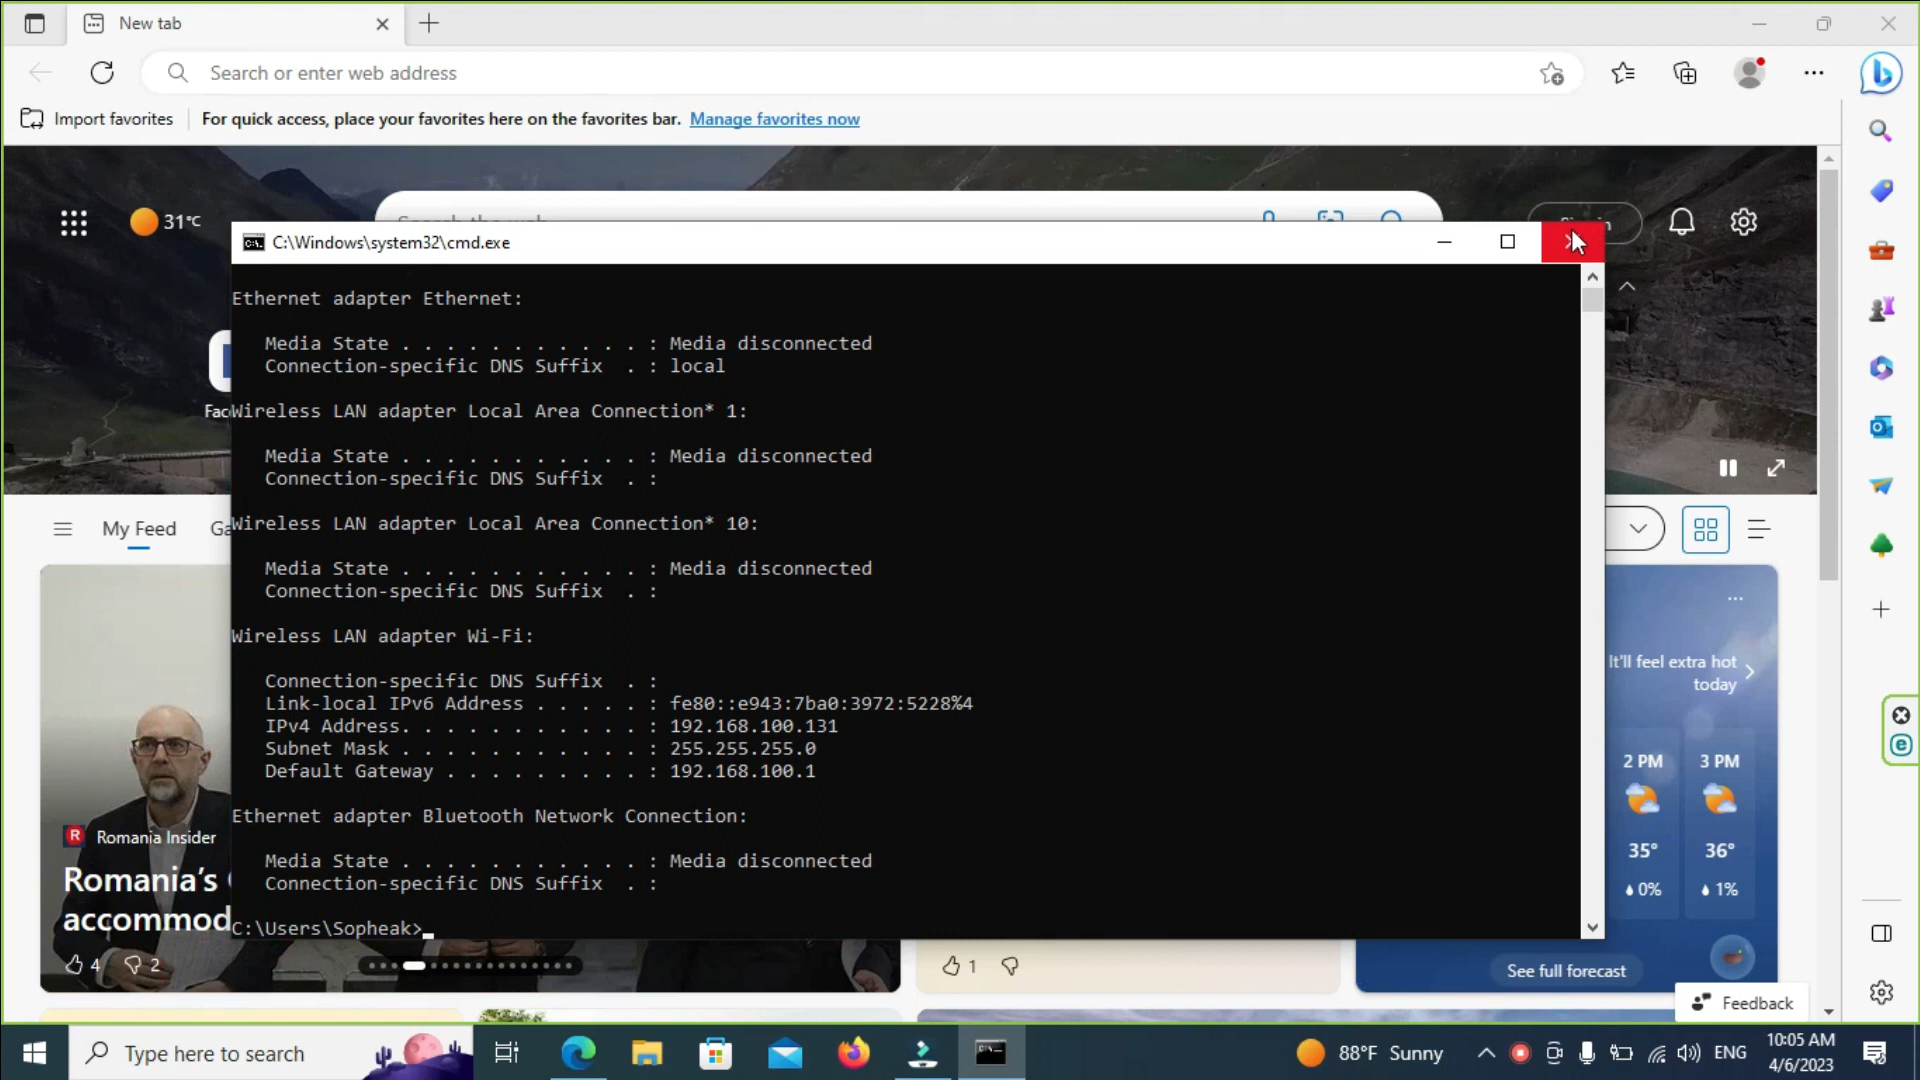 New tab
Search or enter web address
Import favorites
For quick access, place your favorites here on the favorites bar. Manage favorites now
31°C
C:\Windows\system32\cmd.exe
Ethernet adapter Ethernet:
Media State . . . . . . . . . . . : Media disconnected
Connection-specific DNS Suffix  . : local
Wireless LAN adapter Local Area Connection* 1:
Media State . . . . . . . . . . . : Media disconnected
Connection-specific DNS Suffix  . :
Wireless LAN adapter Local Area Connection* 10:
Media State . . . . . . . . . . . : Media disconnected
Connection-specific DNS Suffix  . :
Wireless LAN adapter Wi-Fi:
Connection-specific DNS Suffix  . :
Link-local IPv6 Address . . . . . : fe80::e943:7ba0:3972:5228%4
IPv4 Address. . . . . . . . . . . : 192.168.100.131
Subnet Mask . . . . . . . . . . . : 255.255.255.0
Default Gateway . . . . . . . . . : 192.168.100.1
Ethernet adapter Bluetooth Network Connection:
Media State . . . . . . . . . . . : Media disconnected
Connection-specific DNS Suffix  . :
C:\Users\Sopheak>
My Feed
R Romania Insider
Romania's
4 2
1
It'll feel extra hot
today
2 PM 3 PM
35° 36°
0% 1%
See full forecast
Feedback
Type here to search
88°F Sunny
ENG
10:05 AM
4/6/2023